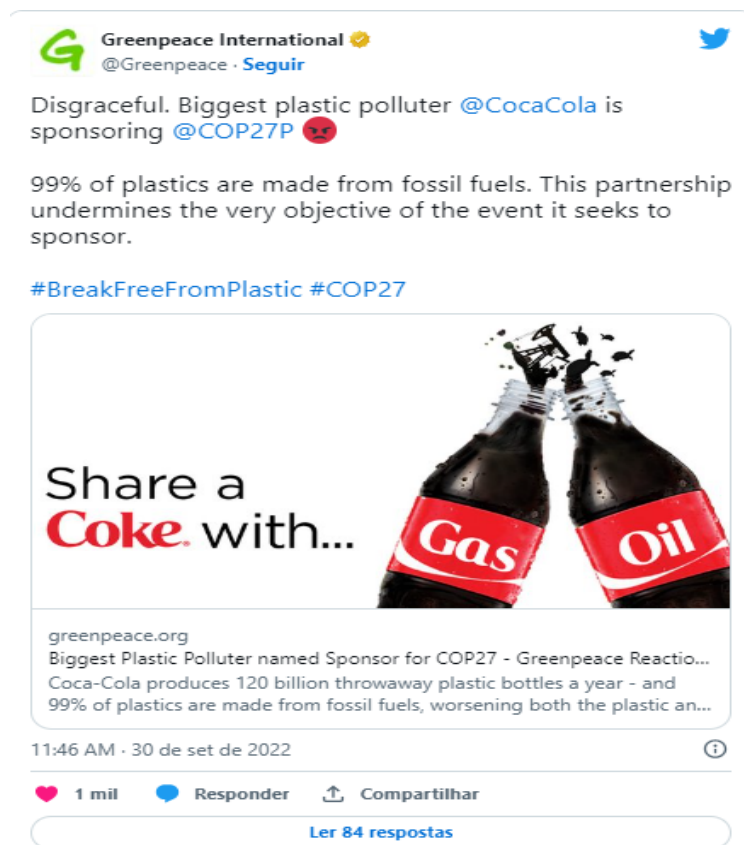 Greenpeace International
@Greenpeace · Seguir
Disgraceful. Biggest plastic polluter @CocaCola is
sponsoring @COP27P 😡
99% of plastics are made from fossil fuels. This partnership
undermines the very objective of the event it seeks to
sponsor.
#BreakFreeFromPlastic #COP27
Share a
Coke® with...
Gas
Oil
greenpeace.org
Biggest Plastic Polluter named Sponsor for COP27 - Greenpeace Reactio...
Coca-Cola produces 120 billion throwaway plastic bottles a year - and
99% of plastics are made from fossil fuels, worsening both the plastic an...
11:46 AM · 30 de set de 2022
1 mil Responder Compartilhar
Ler 84 respostas